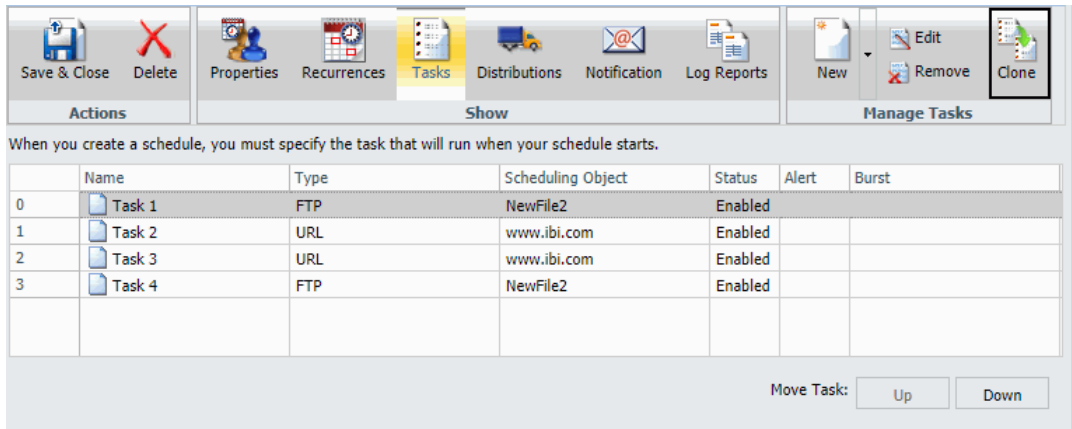 Save & Close Delete Properties Recurrences Tasks Distributions Notification Log Reports New Edit Remove Clone
Actions Show Manage Tasks
When you create a schedule, you must specify the task that will run when your schedule starts.
Name Type Scheduling Object Status Alert Burst
0 Task 1 FTP NewFile2 Enabled
1 Task 2 URL www.ibi.com Enabled
2 Task 3 URL www.ibi.com Enabled
3 Task 4 FTP NewFile2 Enabled
Move Task: Up Down